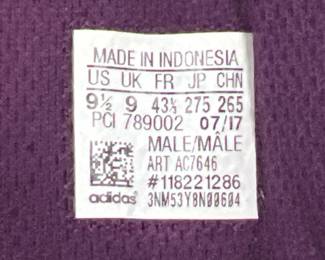 MADE IN INDONESIA
US UK FR JP CHN
9½ 9 43⅓ 275 265
PCI 789002 07/17
MALE/MÂLE
ART AC7646
#118221286
adidas 3NM53Y8N00604